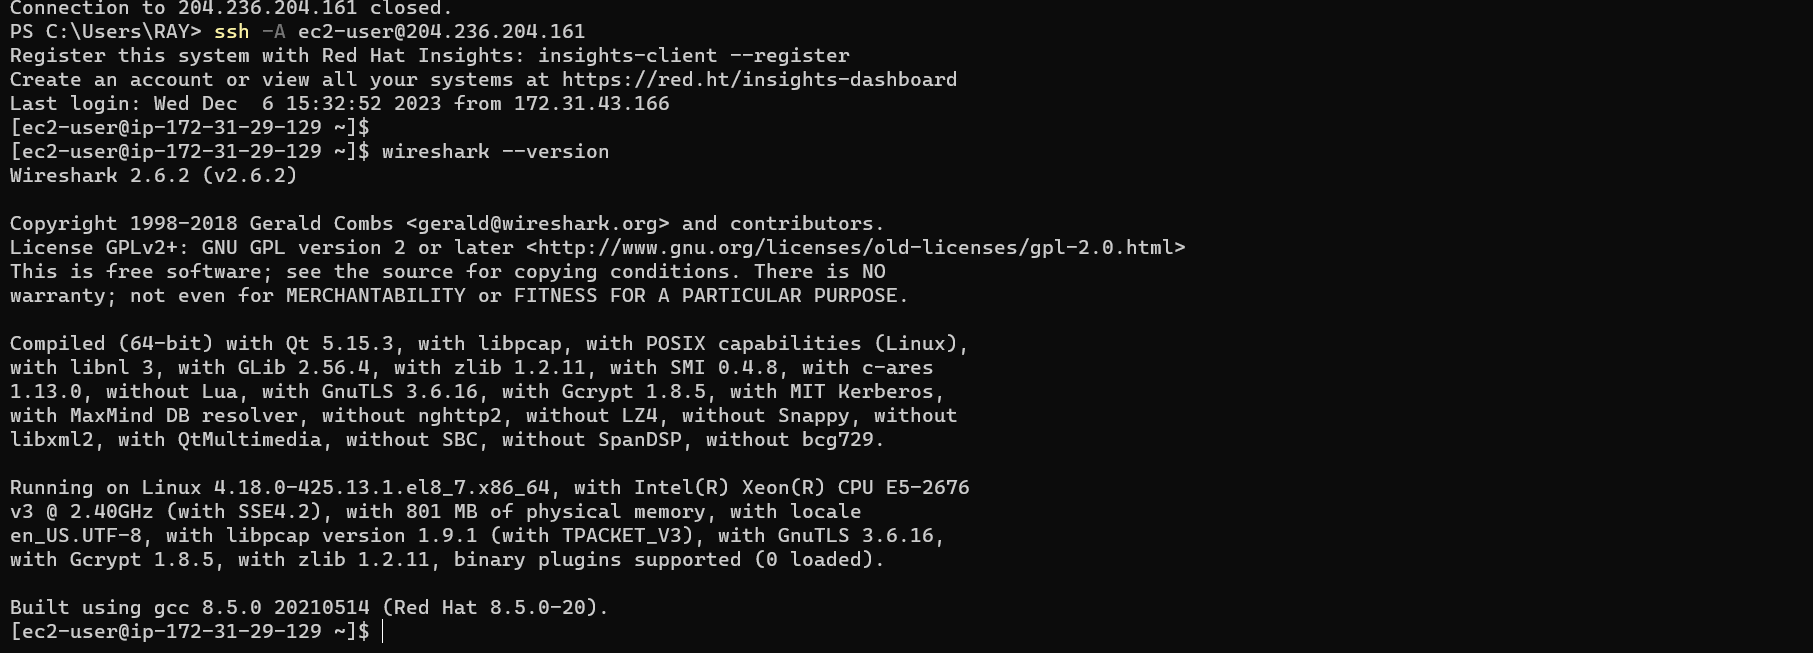 Connection to 204.236.204.161 closed.
PS C:\Users\RAY> ssh -A ec2-user@204.236.204.161
Register this system with Red Hat Insights: insights-client --register
Create an account or view all your systems at https://red.ht/insights-dashboard
Last login: Wed Dec  6 15:32:52 2023 from 172.31.43.166
[ec2-user@ip-172-31-29-129 ~]$
[ec2-user@ip-172-31-29-129 ~]$ wireshark --version
Wireshark 2.6.2 (v2.6.2)

Copyright 1998-2018 Gerald Combs <gerald@wireshark.org> and contributors.
License GPLv2+: GNU GPL version 2 or later <http://www.gnu.org/licenses/old-licenses/gpl-2.0.html>
This is free software; see the source for copying conditions. There is NO
warranty; not even for MERCHANTABILITY or FITNESS FOR A PARTICULAR PURPOSE.

Compiled (64-bit) with Qt 5.15.3, with libpcap, with POSIX capabilities (Linux),
with libnl 3, with GLib 2.56.4, with zlib 1.2.11, with SMI 0.4.8, with c-ares
1.13.0, without Lua, with GnuTLS 3.6.16, with Gcrypt 1.8.5, with MIT Kerberos,
with MaxMind DB resolver, without nghttp2, without LZ4, without Snappy, without
libxml2, with QtMultimedia, without SBC, without SpanDSP, without bcg729.

Running on Linux 4.18.0-425.13.1.el8_7.x86_64, with Intel(R) Xeon(R) CPU E5-2676
v3 @ 2.40GHz (with SSE4.2), with 801 MB of physical memory, with locale
en_US.UTF-8, with libpcap version 1.9.1 (with TPACKET_V3), with GnuTLS 3.6.16,
with Gcrypt 1.8.5, with zlib 1.2.11, binary plugins supported (0 loaded).

Built using gcc 8.5.0 20210514 (Red Hat 8.5.0-20).
[ec2-user@ip-172-31-29-129 ~]$